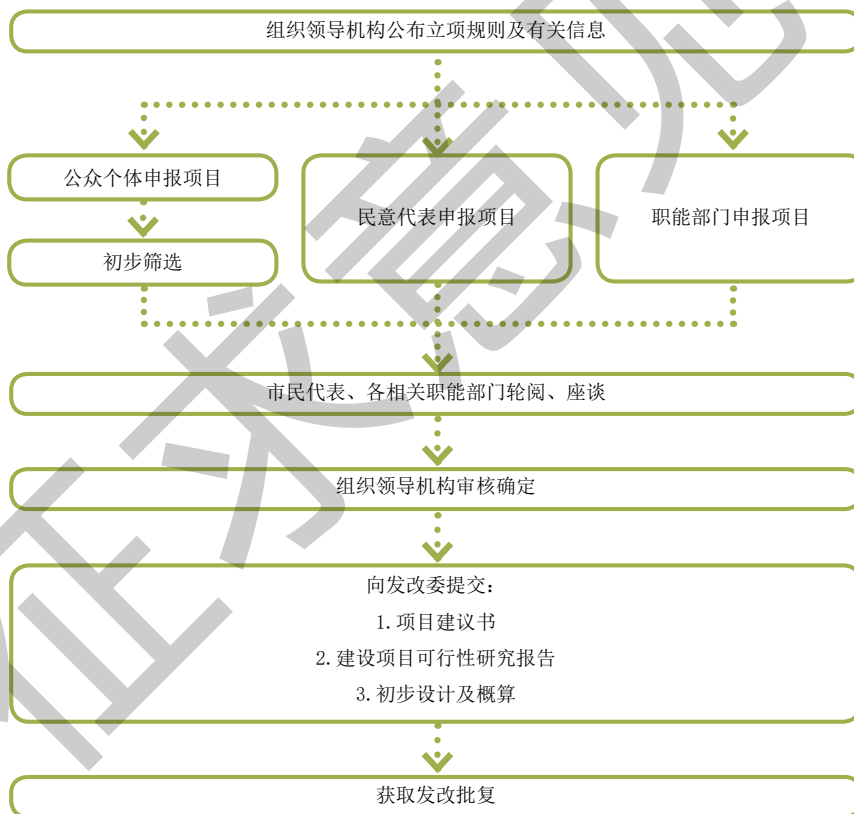 组织领导机构公布立项规则及有关信息
公众个体申报项目
初步筛选
民意代表申报项目
职能部门申报项目
市民代表、各相关职能部门轮阅、座谈
组织领导机构审核确定
向发改委提交：
1.项目建议书
2.建设项目可行性研究报告
3.初步设计及概算
获取发改批复
征求意见